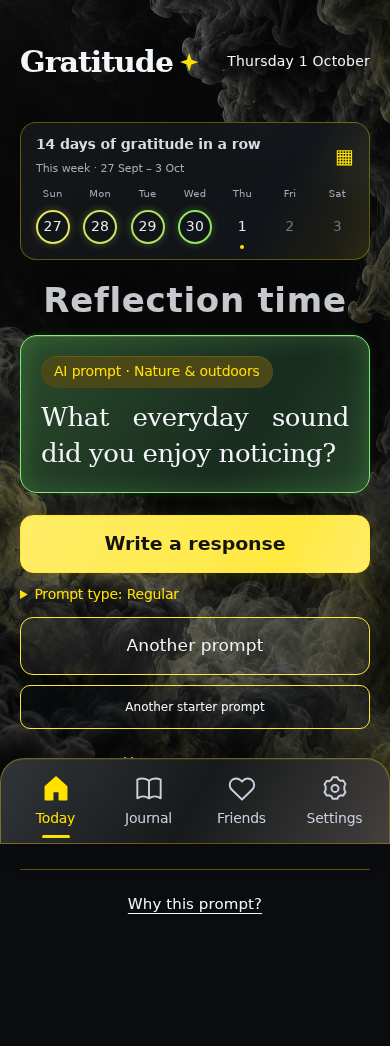 Gratitude
Thursday 1 October
14 days of gratitude in a row
This week · 27 Sept – 3 Oct
Sun Mon Tue Wed Thu Fri Sat
27 28 29 30 1 2 3
Reflection time
AI prompt · Nature & outdoors
What everyday sound
did you enjoy noticing?
Write a response
Prompt type: Regular
Another prompt
Another starter prompt
Today Journal Friends Settings
Why this prompt?